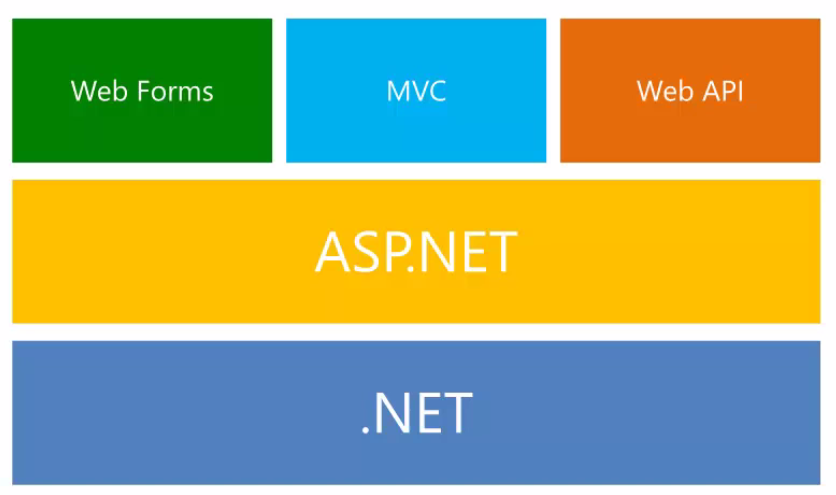 Web Forms
MVC
Web API
ASP.NET
.NET